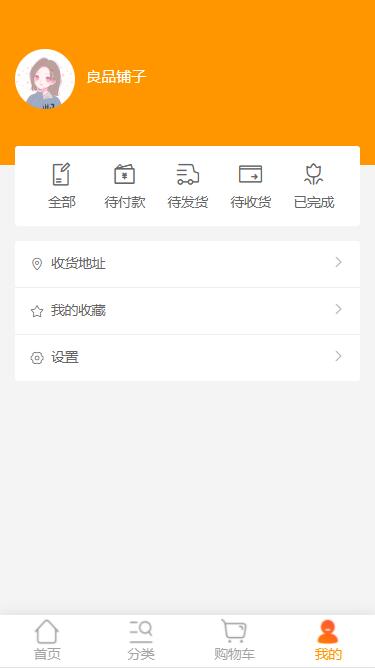 良品铺子
全部 待付款 待发货 待收货 已完成
收货地址
我的收藏
设置
首页 分类 购物车 我的